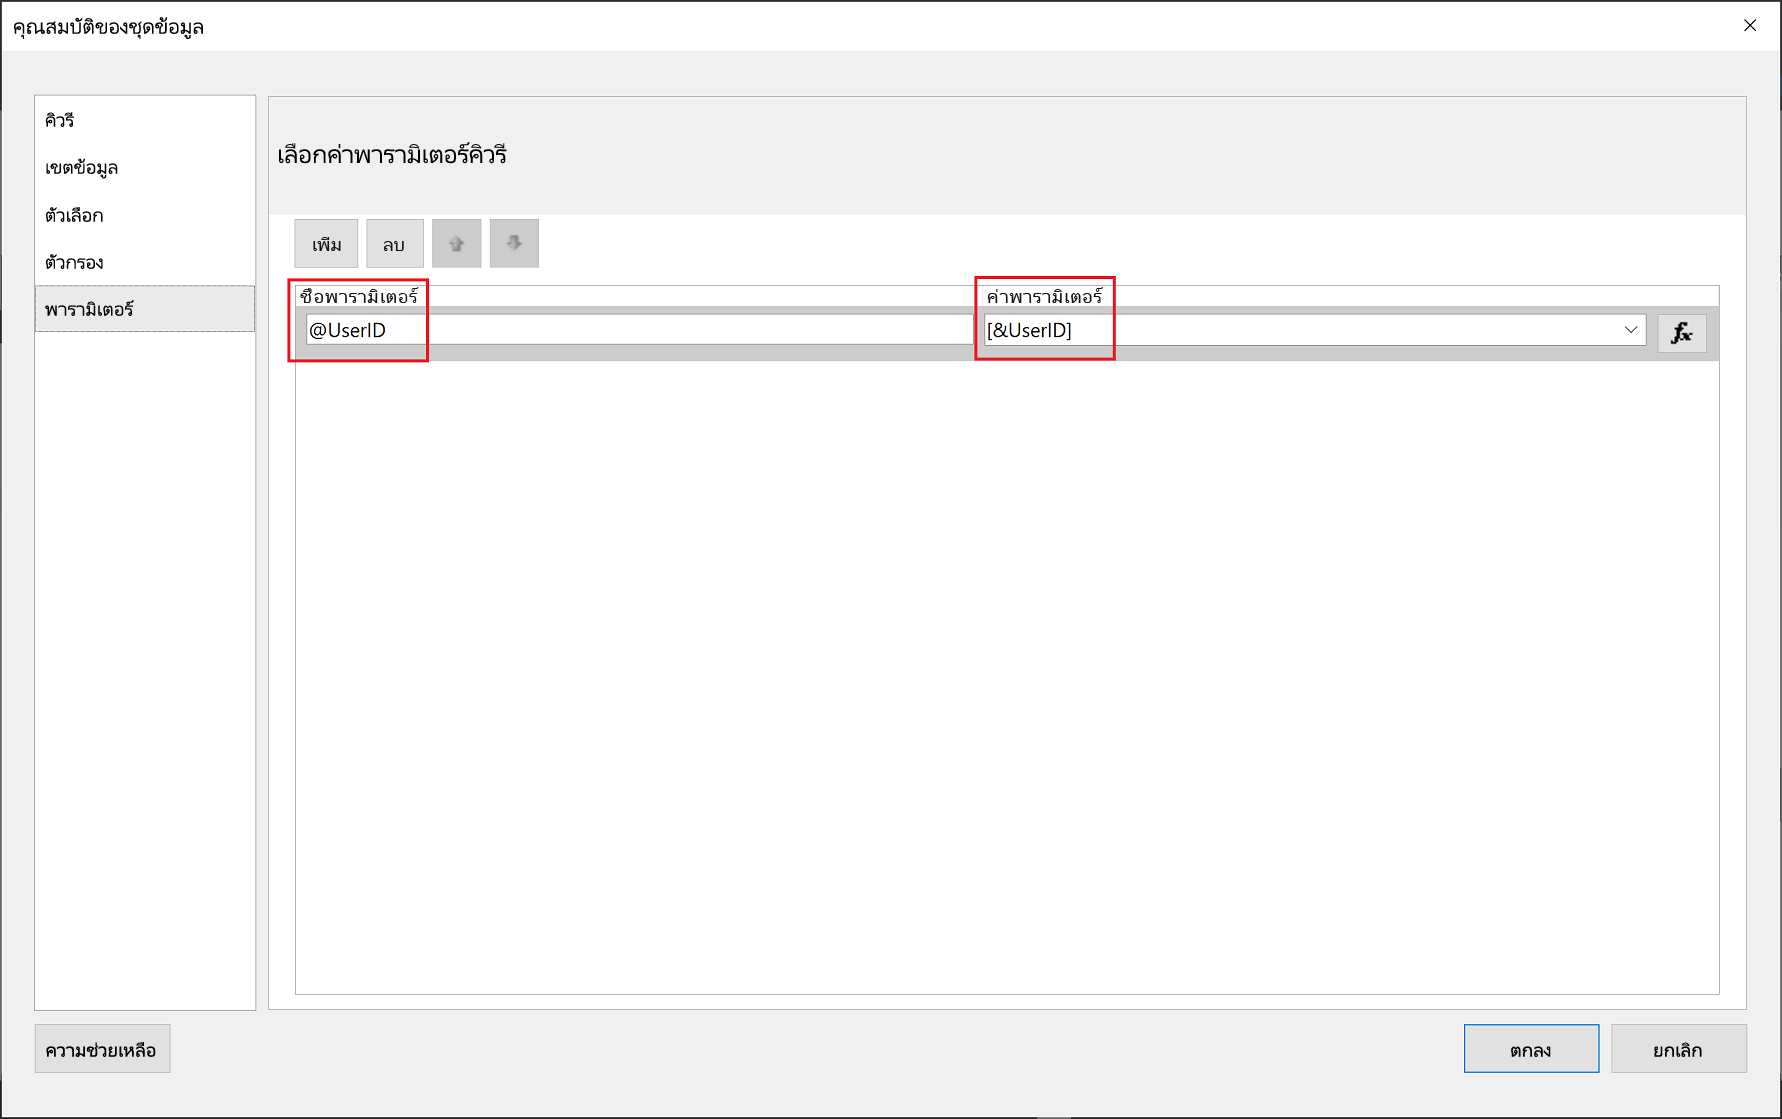 คุณสมบัติของชุดข้อมูล
คิวรี
เขตข้อมูล
ตัวเลือก
ตัวกรอง
พารามิเตอร์
เลือกค่าพารามิเตอร์คิวรี
เพิ่ม ลบ
ชื่อพารามิเตอร์ ค่าพารามิเตอร์
@UserID [&UserID] fx
ความช่วยเหลือ ตกลง ยกเลิก